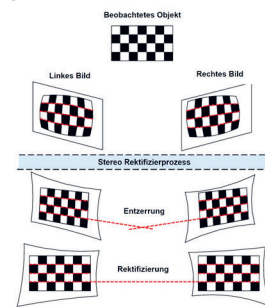 Beobachtetes Objekt
Linkes Bild
Rechtes Bild
Stereo Rektifizierprozess
Entzerrung
Rektifizierung